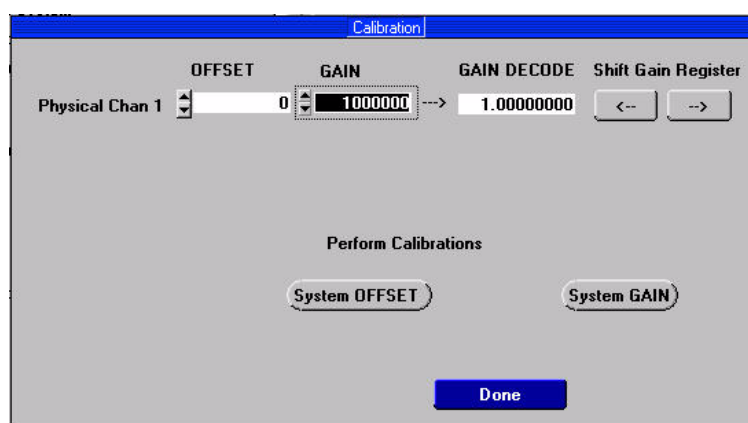 Calibration
OFFSET GAIN GAIN DECODE Shift Gain Register
Physical Chan 1 0 1000000 ---> 1.00000000 <-- -->
Perform Calibrations
System OFFSET System GAIN
Done